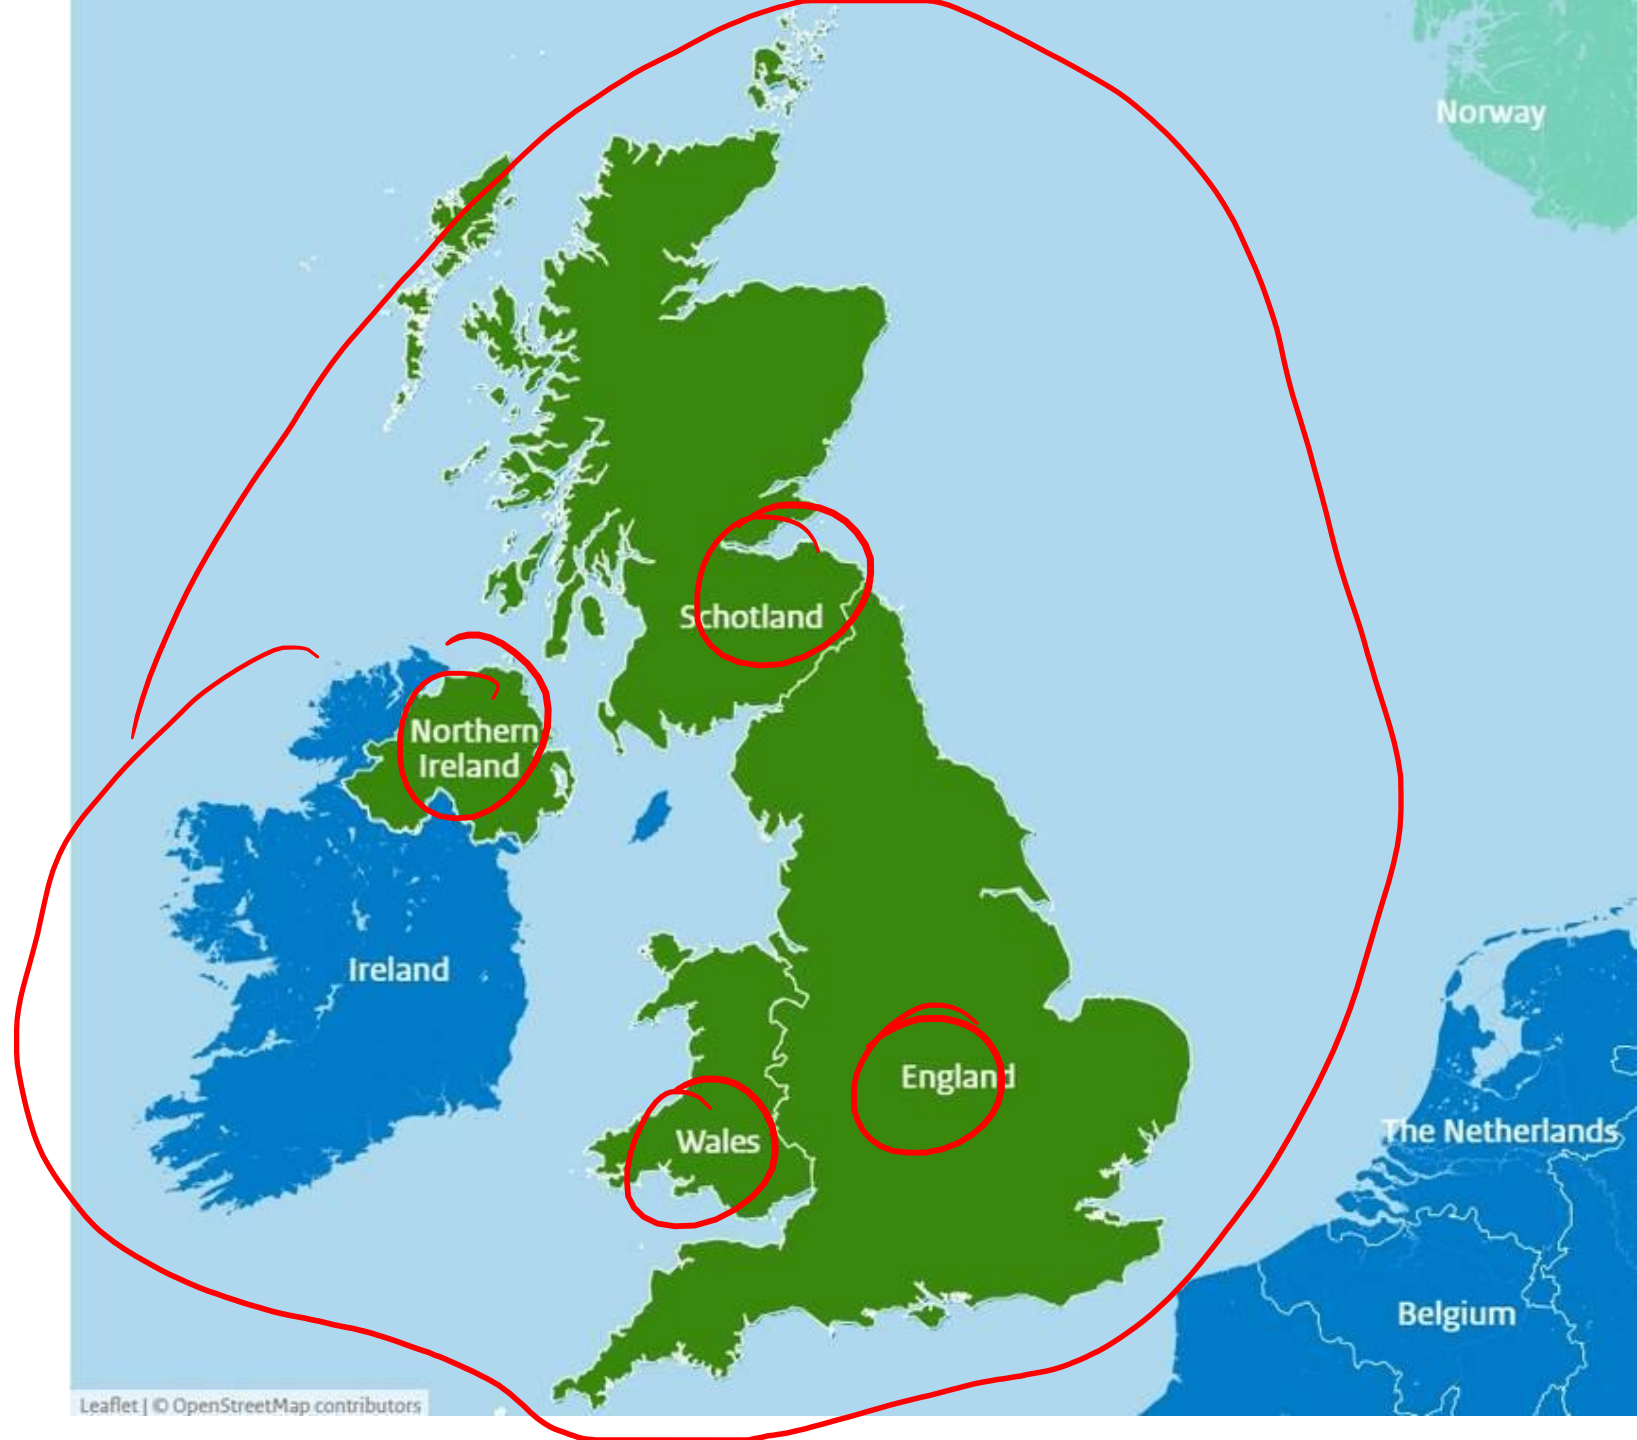 Norway
Schotland
Northern
Ireland
Ireland
England
Wales
The Netherlands
Belgium
Leaflet | © OpenStreetMap contributors